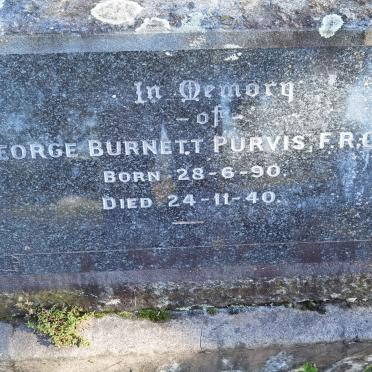 In Memory
-of-
EORGE BURNETT PURVIS, F.R.C
BORN 28-6-90.
DIED 24-11-40.